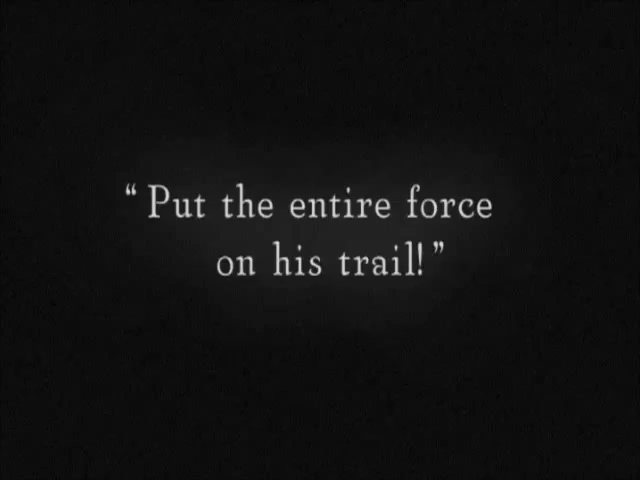 “ Put the entire force
on his trail! ”